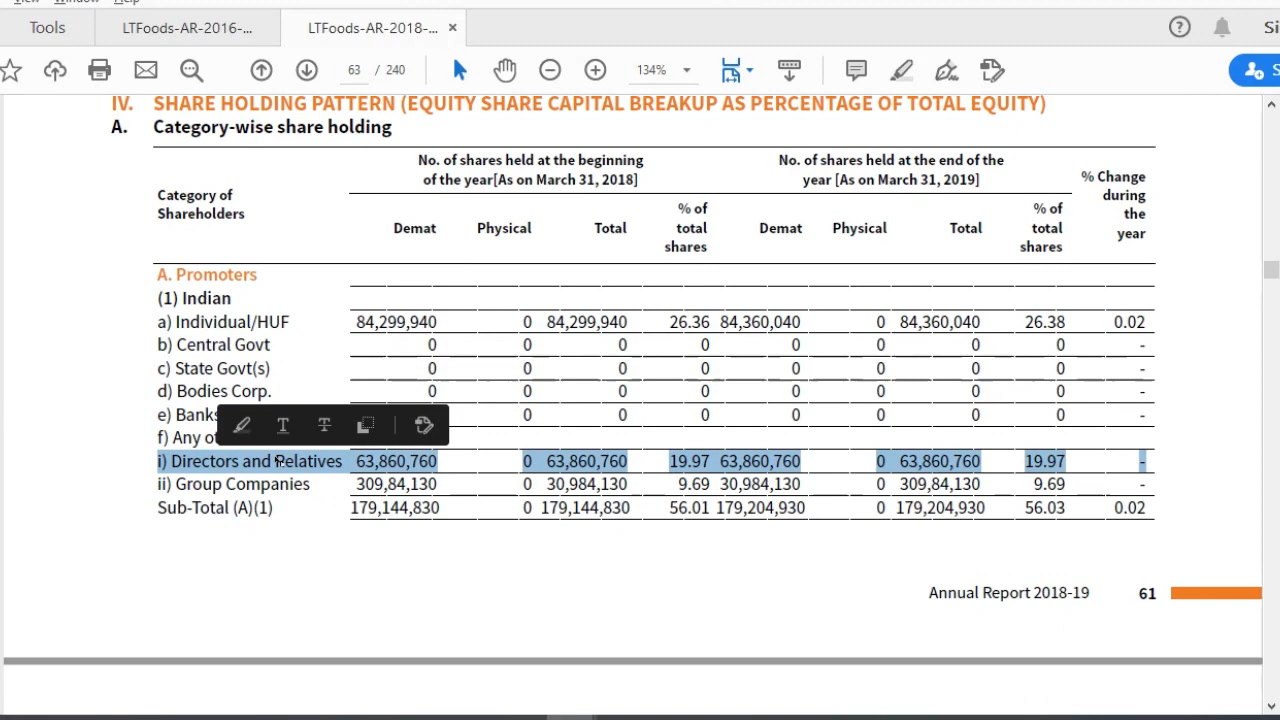 Window Help
Tools LTFoods-AR-2016-... LTFoods-AR-2018-... × ? Si
63 / 240 134%
IV. SHARE HOLDING PATTERN (EQUITY SHARE CAPITAL BREAKUP AS PERCENTAGE OF TOTAL EQUITY)
A. Category-wise share holding
Category of Shareholders
No. of shares held at the beginning of the year[As on March 31, 2018]
No. of shares held at the end of the year [As on March 31, 2019]
% Change during the year
Demat Physical Total % of total shares Demat Physical Total % of total shares
A. Promoters
(1) Indian
a) Individual/HUF 84,299,940 0 84,299,940 26.36 84,360,040 0 84,360,040 26.38 0.02
b) Central Govt 0 0 0 0 0 0 0 0 -
c) State Govt(s) 0 0 0 0 0 0 0 0 -
d) Bodies Corp. 0 0 0 0 0 0 0 0 -
e) Banks 0 0 0 0 0 0 0 -
f) Any
i) Directors and Relatives 63,860,760 0 63,860,760 19.97 63,860,760 0 63,860,760 19.97 -
ii) Group Companies 309,84,130 0 30,984,130 9.69 30,984,130 0 309,84,130 9.69 -
Sub-Total (A)(1) 179,144,830 0 179,144,830 56.01 179,204,930 0 179,204,930 56.03 0.02
Annual Report 2018-19 61